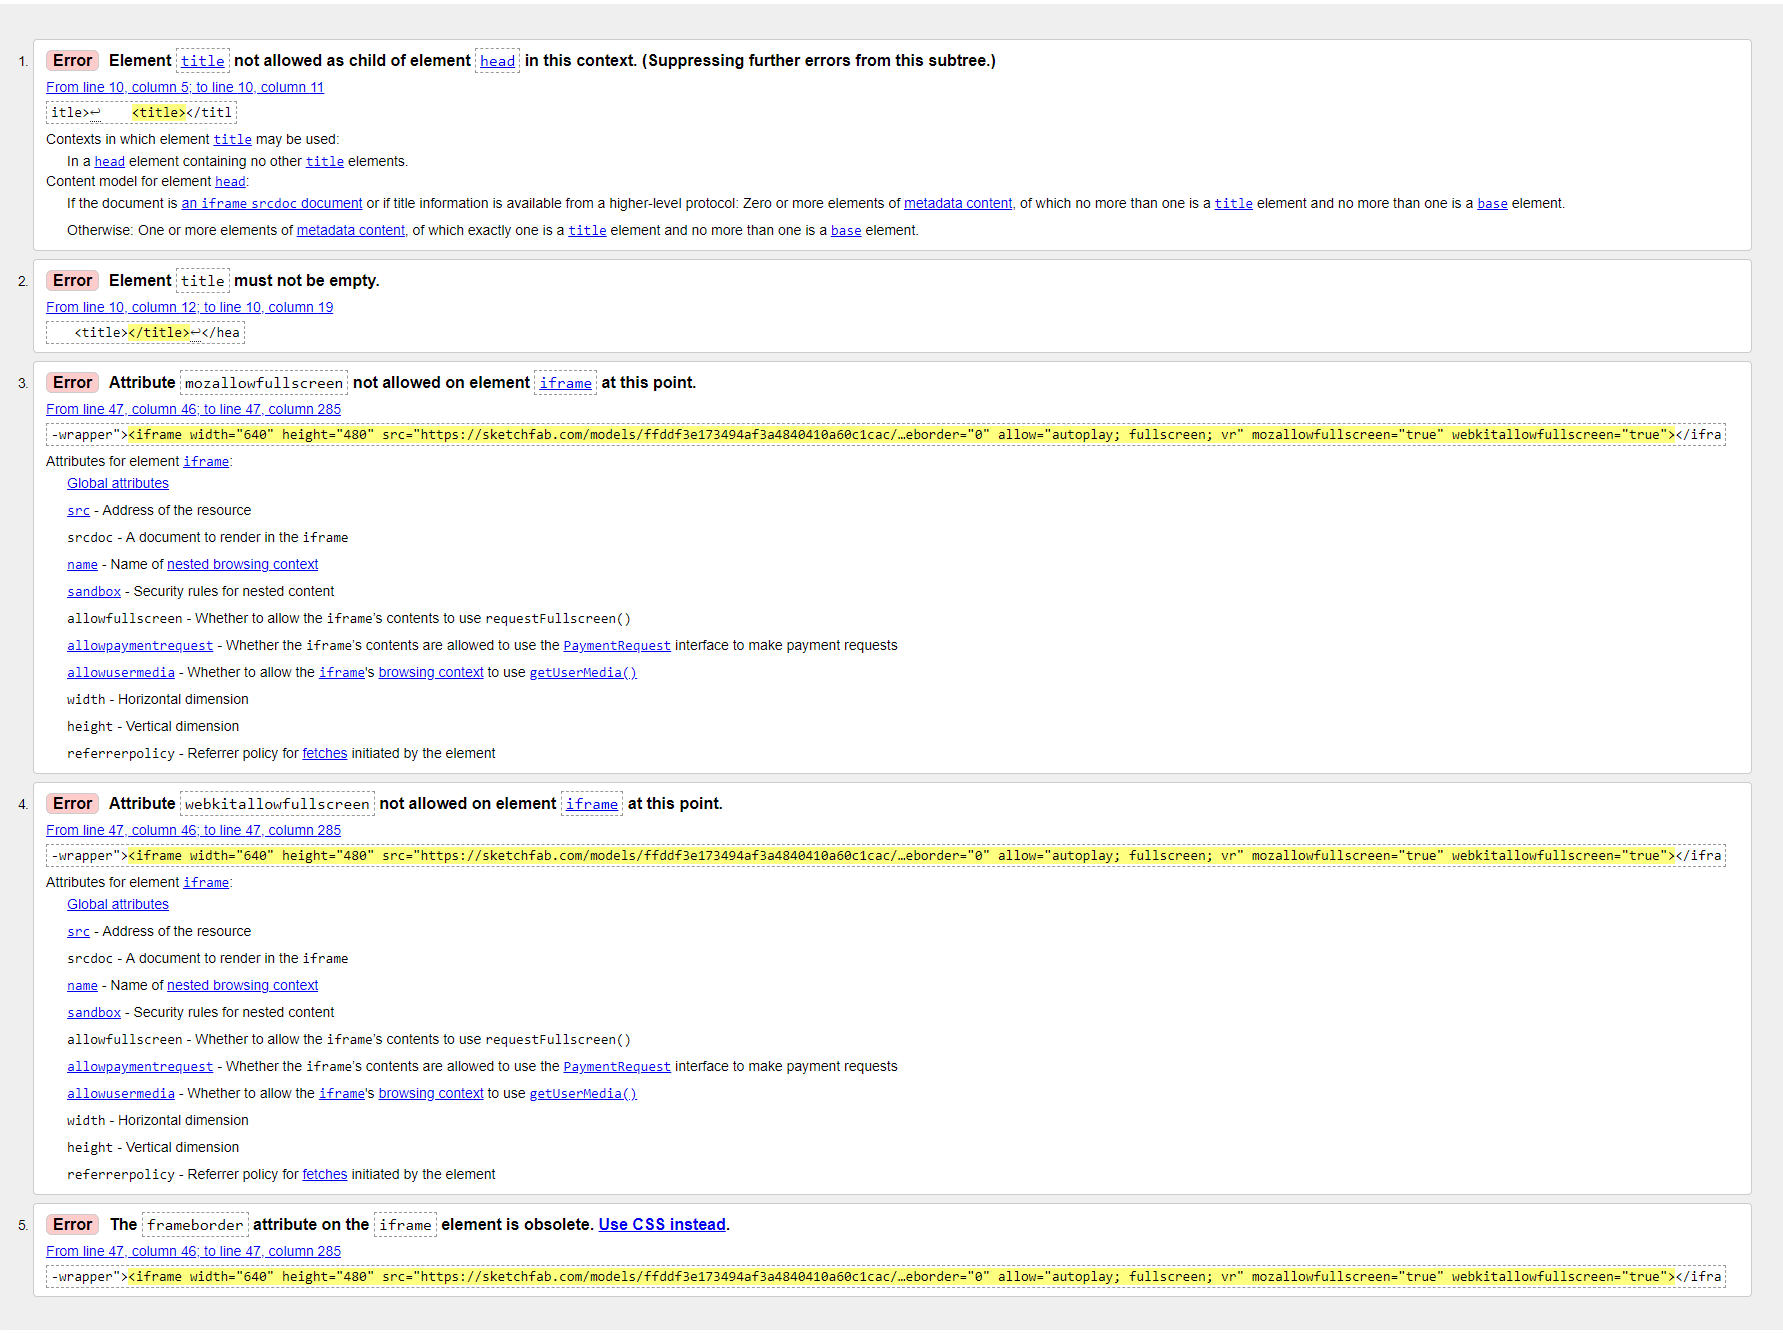 1. Error Element title not allowed as child of element head in this context. (Suppressing further errors from this subtree.)
From line 10, column 5; to line 10, column 11
itle>↩    <title></titl
Contexts in which element title may be used:
In a head element containing no other title elements.
Content model for element head:
If the document is an iframe srcdoc document or if title information is available from a higher-level protocol: Zero or more elements of metadata content, of which no more than one is a title element and no more than one is a base element.
Otherwise: One or more elements of metadata content, of which exactly one is a title element and no more than one is a base element.
2. Error Element title must not be empty.
From line 10, column 12; to line 10, column 19
<title></title>↩</hea
3. Error Attribute mozallowfullscreen not allowed on element iframe at this point.
From line 47, column 46; to line 47, column 285
-wrapper"><iframe width="640" height="480" src="https://sketchfab.com/models/ffddf3e173494af3a4840410a60c1cac/…eborder="0" allow="autoplay; fullscreen; vr" mozallowfullscreen="true" webkitallowfullscreen="true"></ifra
Attributes for element iframe:
Global attributes
src - Address of the resource
srcdoc - A document to render in the iframe
name - Name of nested browsing context
sandbox - Security rules for nested content
allowfullscreen - Whether to allow the iframe's contents to use requestFullscreen()
allowpaymentrequest - Whether the iframe's contents are allowed to use the PaymentRequest interface to make payment requests
allowusermedia - Whether to allow the iframe's browsing context to use getUserMedia()
width - Horizontal dimension
height - Vertical dimension
referrerpolicy - Referrer policy for fetches initiated by the element
4. Error Attribute webkitallowfullscreen not allowed on element iframe at this point.
From line 47, column 46; to line 47, column 285
-wrapper"><iframe width="640" height="480" src="https://sketchfab.com/models/ffddf3e173494af3a4840410a60c1cac/…eborder="0" allow="autoplay; fullscreen; vr" mozallowfullscreen="true" webkitallowfullscreen="true"></ifra
Attributes for element iframe:
Global attributes
src - Address of the resource
srcdoc - A document to render in the iframe
name - Name of nested browsing context
sandbox - Security rules for nested content
allowfullscreen - Whether to allow the iframe's contents to use requestFullscreen()
allowpaymentrequest - Whether the iframe's contents are allowed to use the PaymentRequest interface to make payment requests
allowusermedia - Whether to allow the iframe's browsing context to use getUserMedia()
width - Horizontal dimension
height - Vertical dimension
referrerpolicy - Referrer policy for fetches initiated by the element
5. Error The frameborder attribute on the iframe element is obsolete. Use CSS instead.
From line 47, column 46; to line 47, column 285
-wrapper"><iframe width="640" height="480" src="https://sketchfab.com/models/ffddf3e173494af3a4840410a60c1cac/…eborder="0" allow="autoplay; fullscreen; vr" mozallowfullscreen="true" webkitallowfullscreen="true"></ifra